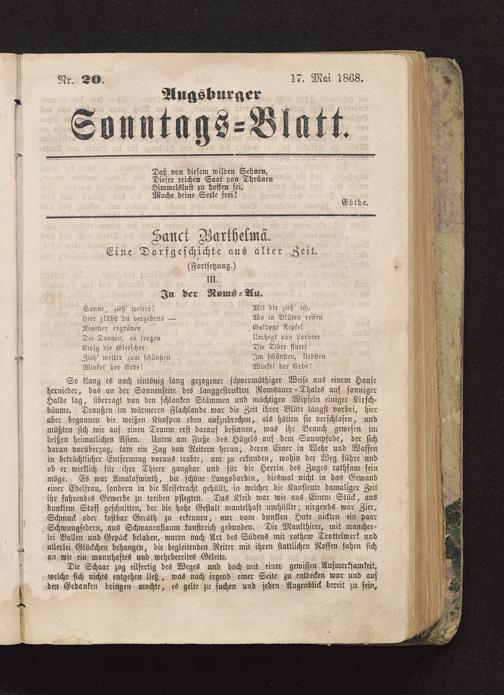 Nr. 20.
17. Mai 1868.
Augsburger
Sonntags=Blatt.
Daß von diesem wilden Sehnen,
Dieser reichen Saat von Thränen
Himmelslust zu hoffen sei,
Mache deine Seele frei!
Göthe.
Sanct Barthelmä.
Eine Dorfgeschichte aus alter Zeit.
(Fortsetzung.)
III.
In der Roms=Au.
Sonne, zieh' weiter!
Hier glühst du vergebens —
Nimmer ergrünen
Die Tannen, es tragen
Ewig die Gletscher:
Zieh' weiter zum schönsten
Winkel der Erde!
Mit dir zieh' ich,
Wo in Blüten reifen
Goldene Aepfel
Umhegt von Lorbeer
Die Tiber flutet
Im schönsten, liebsten
Winkel der Erde!
So klang es nach eintönig lang gezogener schwermüthiger Weise aus einem Hause
hernieder, das an der Sonnenseite des langgestreckten Romsauer=Thales auf sonniger
Halde lag, überragt von den schlanken Stämmen und mächtigen Wipfeln einiger Kirsch=
bäume. Draußen im wärmeren Flachlande war die Zeit ihrer Blüte längst vorbei, hier
aber begannen die weißen Knospen eben aufzubrechen, als hätten sie verschlafen, und
müßten sich wie auf einen Traum erst darauf besinnen, was ihr Brauch gewesen im
heißen heimatlichen Asien. Unten am Fuße des Hügels auf dem Saumpfade, der sich
daran vorüberzog, kam ein Zug von Reitern heran, deren Einer in Wehr und Waffen
in beträchtlicher Entfernung voraus trabte, um zu erkunden, wohin der Weg führe und
ob er wirklich für ihre Thiere gangbar und für die Herrin des Zuges rathsam sein
möge. Es war Amalaswinth, die schöne Langobardin, diesmal nicht in das Gewand
einer Edelfrau, sondern in die Reisetracht gehüllt, in welcher die Kaufleute damaliger Zeit
ihr fahrendes Gewerbe zu treiben pflegten. Das Kleid war wie aus Einem Stück, aus
dunklem Stoff geschnitten, der die hohe Gestalt mantelhaft umhüllte; nirgends war Zier,
Schmuck oder kostbar Geräth zu erkennen, nur vom dunklen Hute nickten ein paar
Schwungfedern, aus Schwanenflaum kunstreich gebunden. Die Maulthiere, mit mancher=
lei Ballen und Gepäck beladen, waren nach Art des Südens mit rothem Trottelwerk und
allerlei Glöckchen behangen, die begleitenden Reiter mit ihren stattlichen Rossen sahen sich
an wie ein mannhaftes und wehrbereites Geleite.
Die Schaar zog eilfertig des Weges und doch mit einer gewissen Aufmerksamkeit,
welche sich nichts entgehen ließ, was nach irgend einer Seite zu entdecken war und auf
den Gedanken bringen mochte, es gelte zu suchen und jeden Augenblick bereit zu sein,